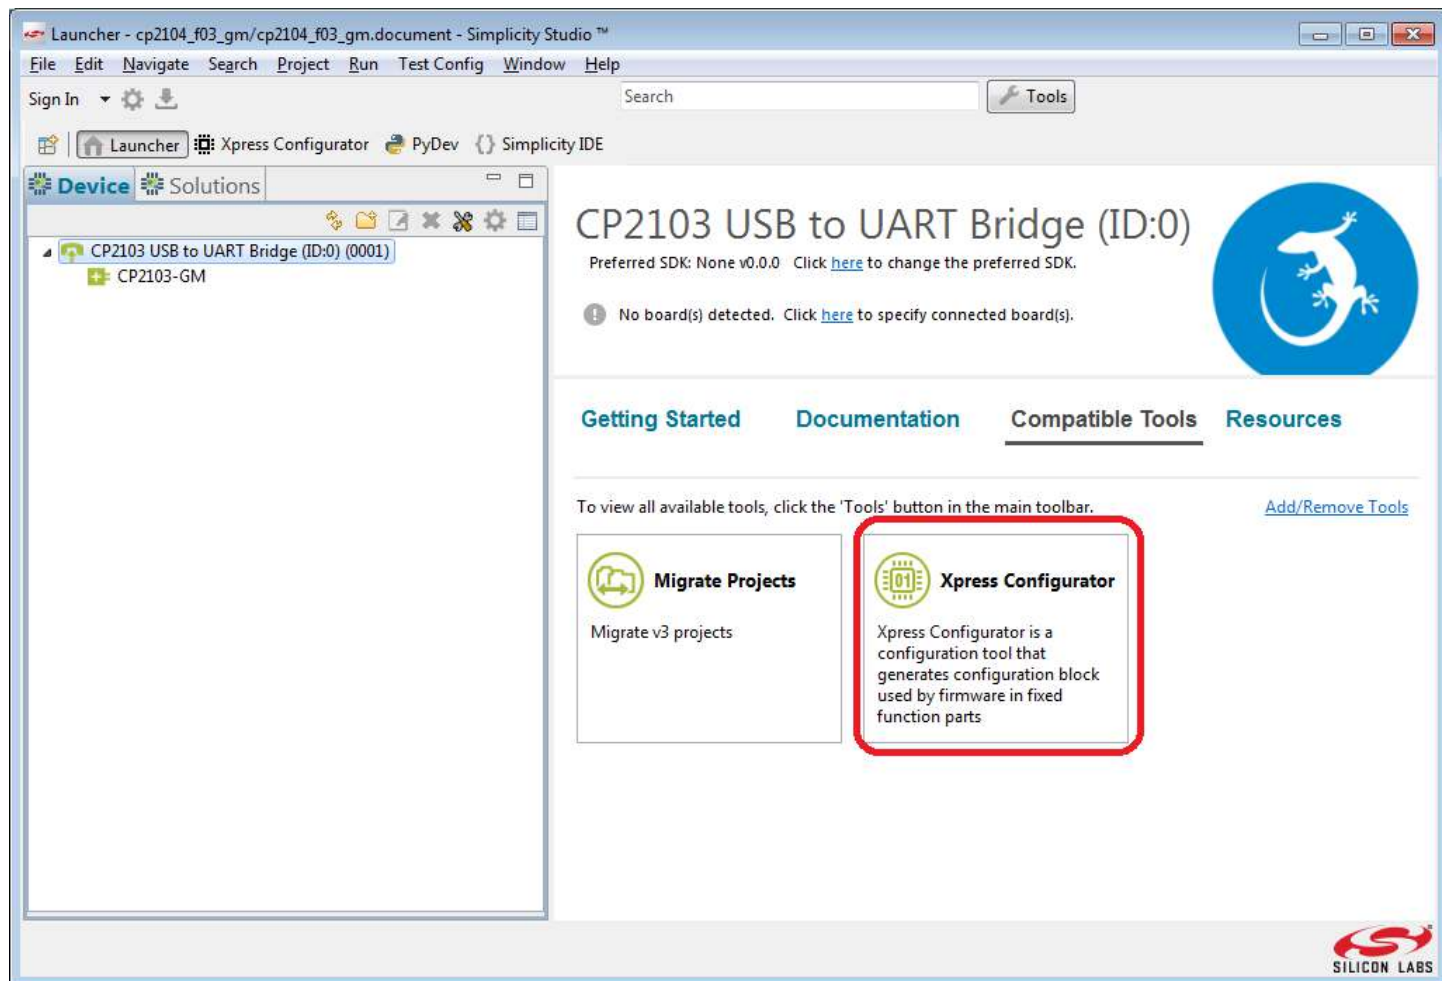 Launcher - cp2104_f03_gm/cp2104_f03_gm.document - Simplicity Studio ™
File Edit Navigate Search Project Run Test Config Window Help
Sign In Search Tools
Launcher Xpress Configurator PyDev {} Simplicity IDE
Device Solutions
CP2103 USB to UART Bridge (ID:0) (0001)
CP2103-GM
CP2103 USB to UART Bridge (ID:0)
Preferred SDK: None v0.0.0 Click here to change the preferred SDK.
No board(s) detected. Click here to specify connected board(s).
Getting Started Documentation Compatible Tools Resources
To view all available tools, click the 'Tools' button in the main toolbar. Add/Remove Tools
Migrate Projects
Migrate v3 projects
01 Xpress Configurator
Xpress Configurator is a
configuration tool that
generates configuration block
used by firmware in fixed
function parts
SILICON LABS